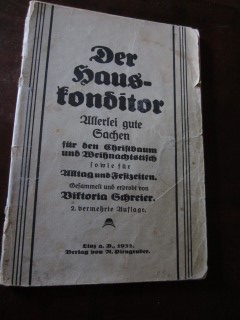 Der
Haus-
konditor
Allerlei gute
Sachen
für den Christbaum
und Weihnachtstisch
sowie für
Alltag und Festzeiten.
Gesammelt und erprobt von
Viktoria Schreier.
2. vermehrte Auflage.
Linz a. D., 1932.
Verlag von R. Pirngruber.